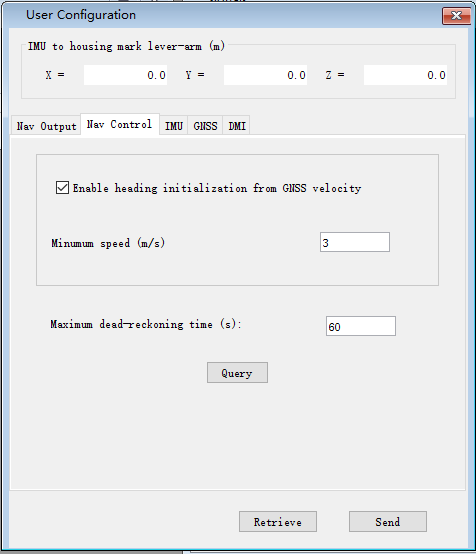 User Configuration
IMU to housing mark lever-arm (m)
X = 0.0 Y = 0.0 Z = 0.0
Nav Output Nav Control IMU GNSS DMI
Enable heading initialization from GNSS velocity
Minumum speed (m/s) 3
Maximum dead-reckoning time (s): 60
Query
Retrieve Send